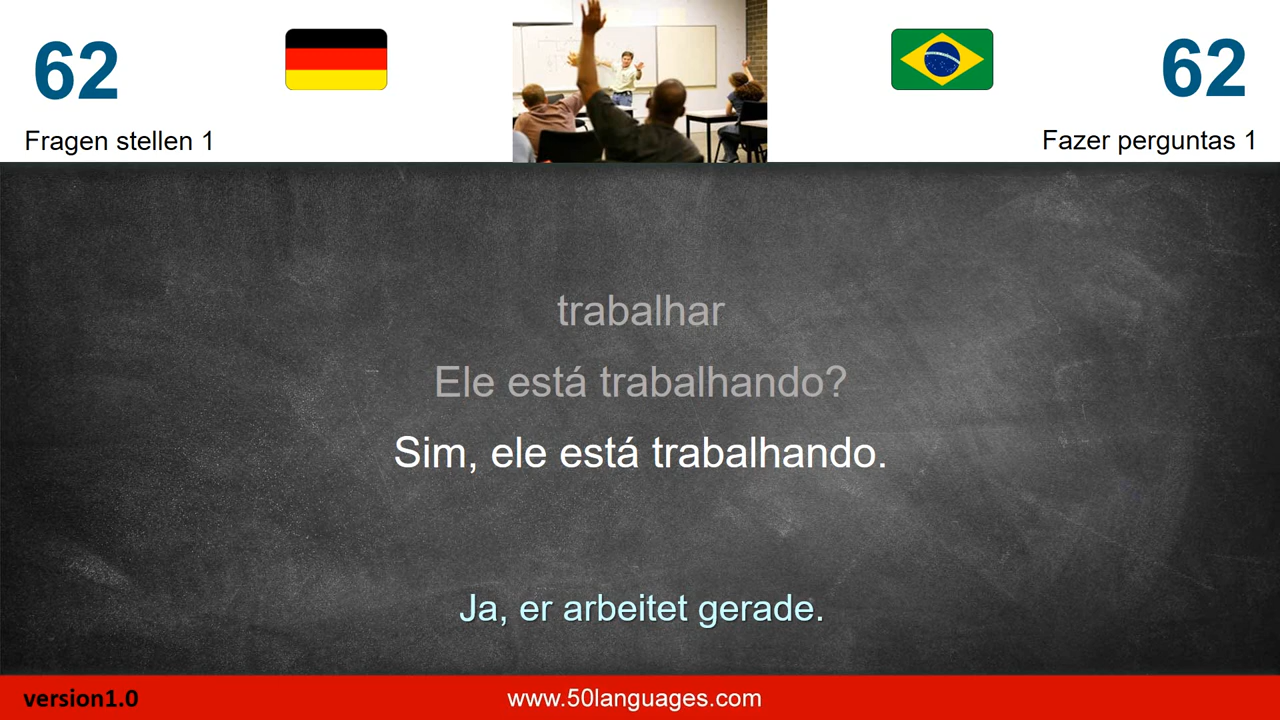 62
62
Fragen stellen 1
Fazer perguntas 1
trabalhar
Ele está trabalhando?
Sim, ele está trabalhando.
Ja, er arbeitet gerade.
version1.0
www.50languages.com